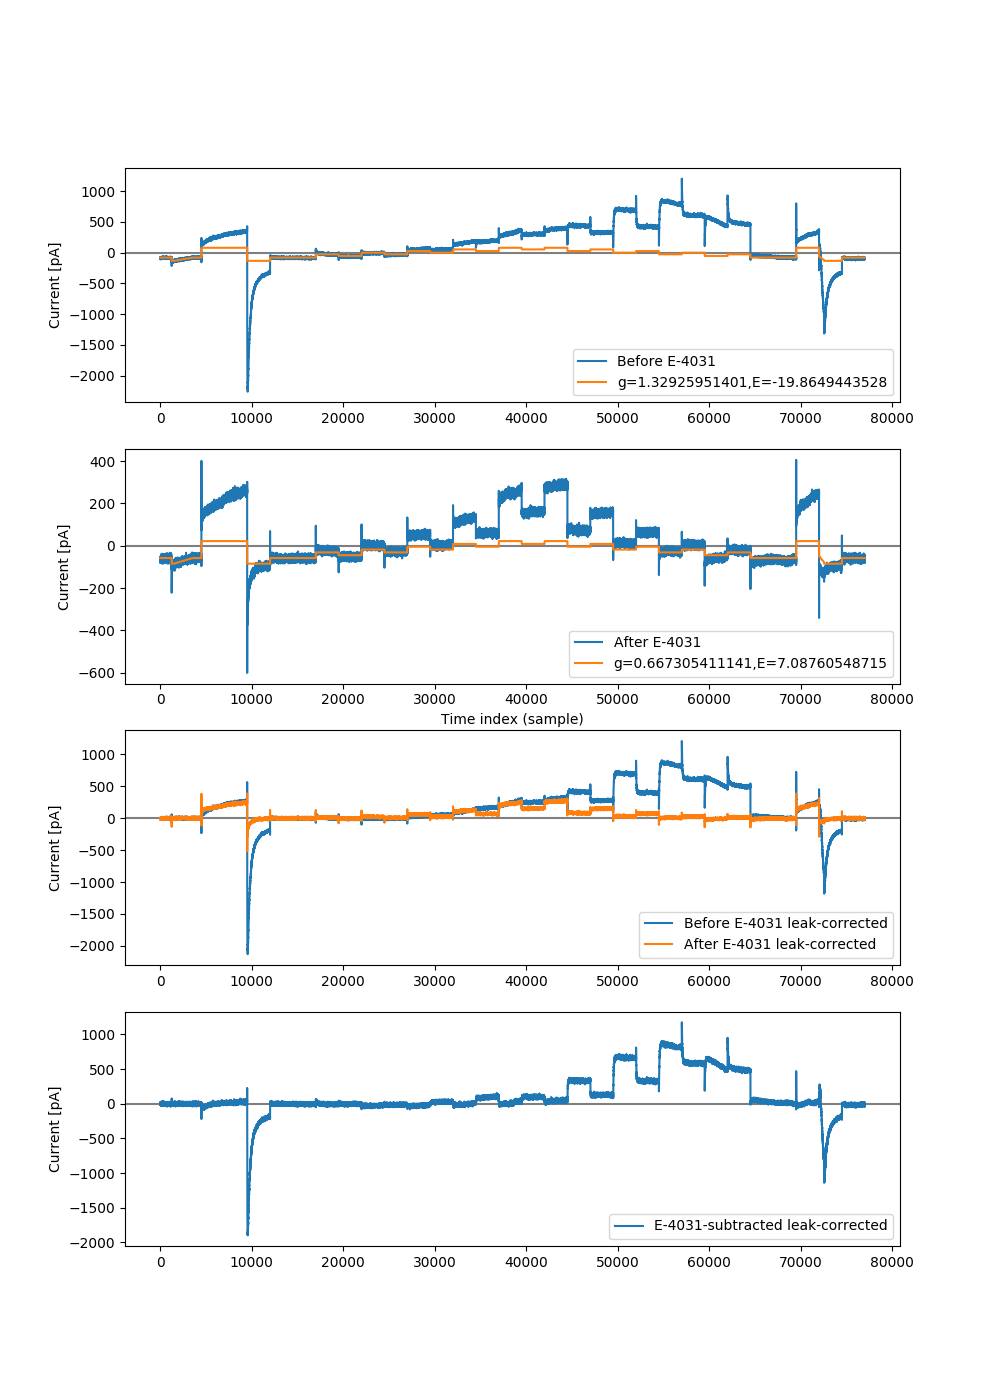 1000
500
0
−500
−1000
−1500
−2000
Current [pA]
Before E-4031
g=1.32925951401,E=-19.8649443528
0 10000 20000 30000 40000 50000 60000 70000 80000
400
200
0
−200
−400
−600
Current [pA]
After E-4031
g=0.667305411141,E=7.08760548715
0 10000 20000 30000 40000 50000 60000 70000 80000
Time index (sample)
1000
500
0
−500
−1000
−1500
−2000
Current [pA]
Before E-4031 leak-corrected
After E-4031 leak-corrected
0 10000 20000 30000 40000 50000 60000 70000 80000
1000
500
0
−500
−1000
−1500
−2000
Current [pA]
E-4031-subtracted leak-corrected
0 10000 20000 30000 40000 50000 60000 70000 80000